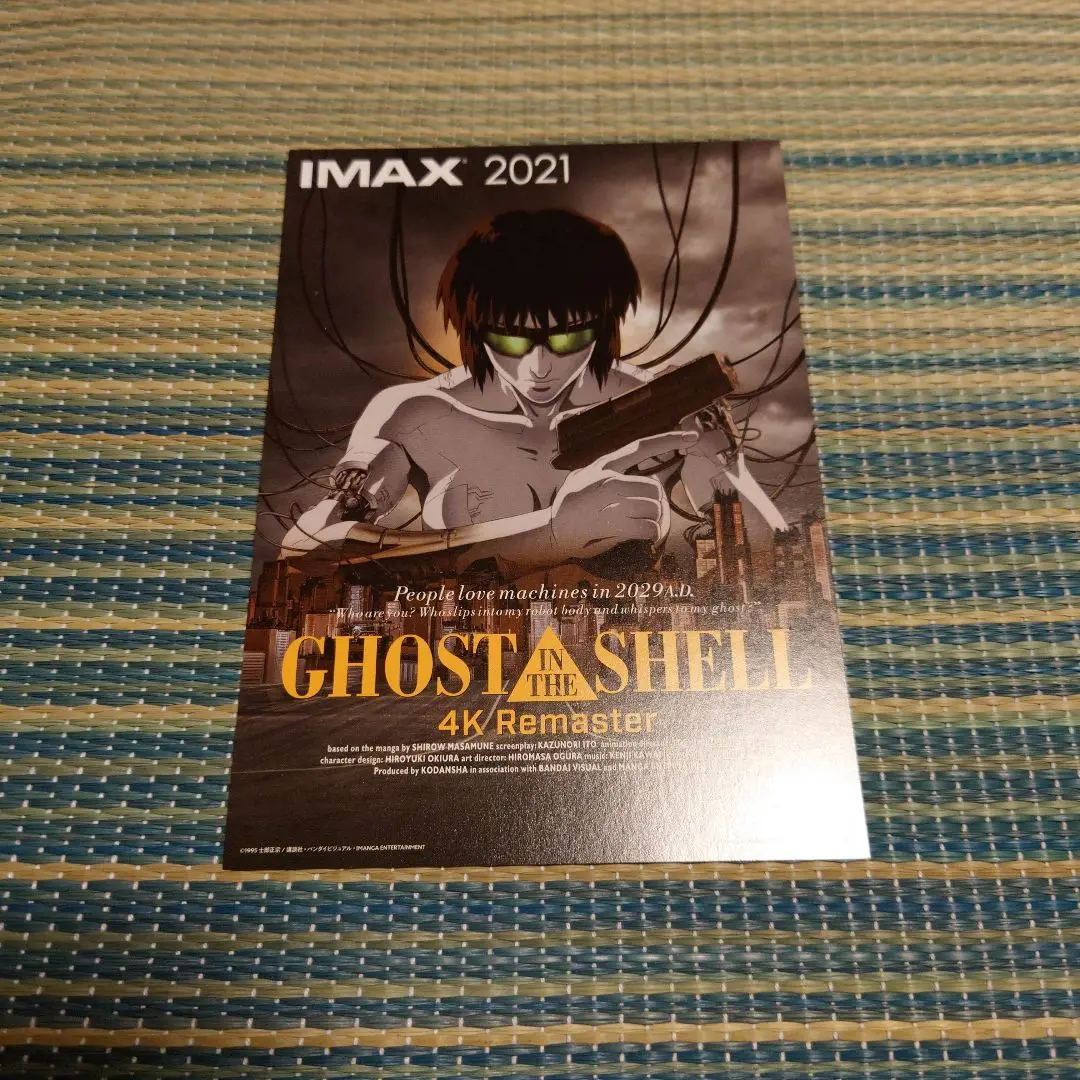 IMAX® 2021
People love machines in 2029 A.D.
"Who are you? Who slips into my robot body and whispers to my ghost?"
GHOST IN THE SHELL
4K Remaster
based on the manga by SHIROW MASAMUNE screenplay: KAZUNORI ITO animation
character design: HIROYUKI OKIURA art director: HIROMASA OGURA music: KENJI
Produced by KODANSHA in association with BANDAI VISUAL and MANGA
©1995 士郎正宗 / 講談社・バンダイビジュアル・MANGA ENTERTAINMENT